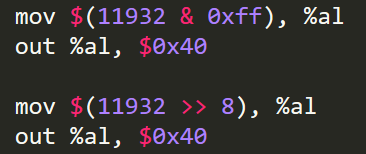 mov $(11932 & 0xff), %al
out %al, $0x40
mov $(11932 >> 8), %al
out %al, $0x40